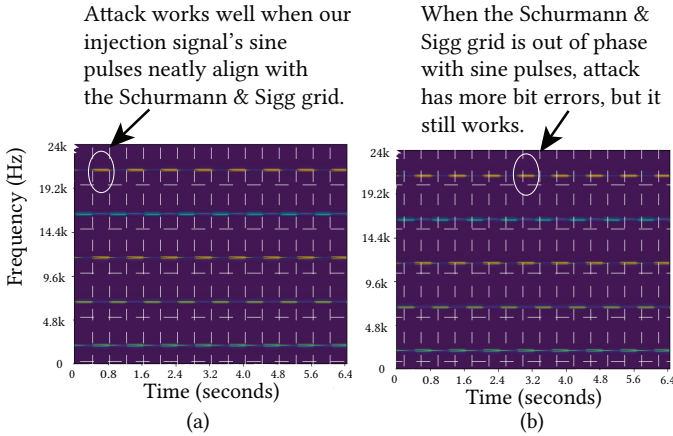 Attack works well when our
injection signal's sine
pulses neatly align with
the Schurmann & Sigg grid.
When the Schurmann &
Sigg grid is out of phase
with sine pulses, attack
has more bit errors, but it
still works.
Frequency (Hz)
24k
19.2k
14.4k
9.6k
4.8k
0
0 0.8 1.6 2.4 3.2 4.0 4.8 5.6 6.4
Time (seconds)
(a)
24k
19.2k
14.4k
9.6k
4.8k
0
0.8 1.6 2.4 3.2 4.0 4.8 5.6 6.4
Time (seconds)
(b)